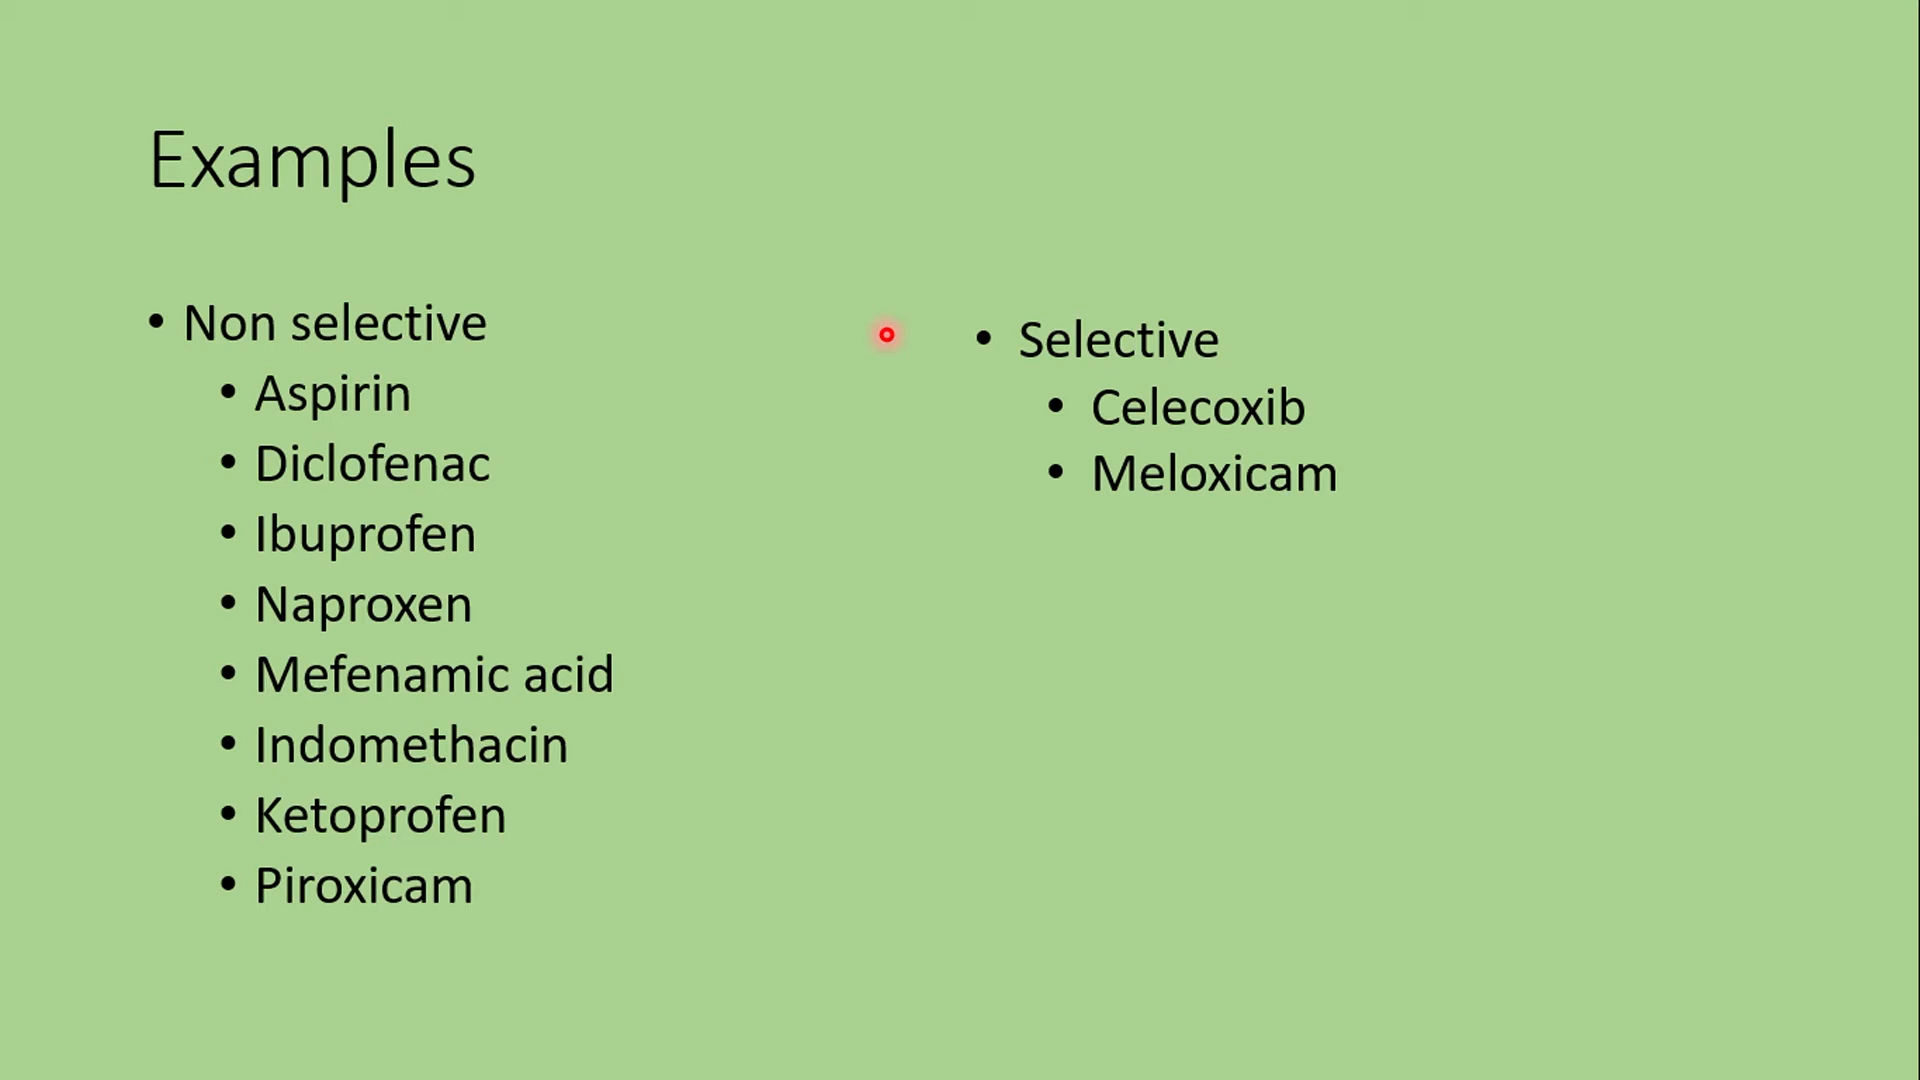 Examples
• Non selective
• Aspirin
• Diclofenac
• Ibuprofen
• Naproxen
• Mefenamic acid
• Indomethacin
• Ketoprofen
• Piroxicam
• Selective
• Celecoxib
• Meloxicam